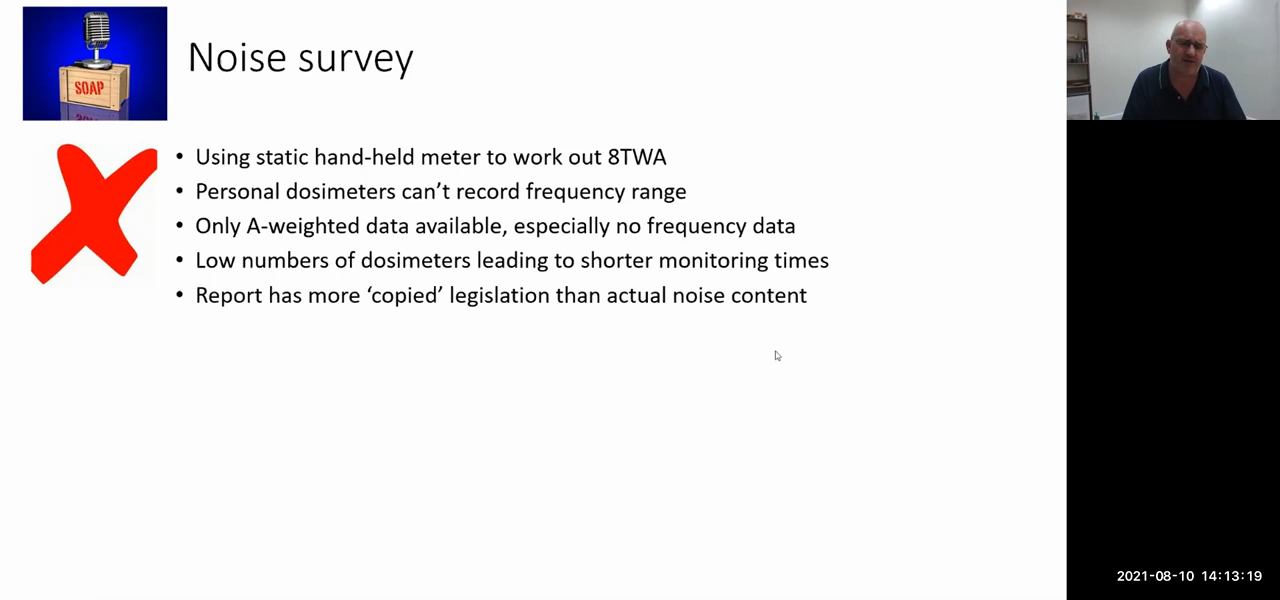 SOAP
Noise survey
• Using static hand-held meter to work out 8TWA
• Personal dosimeters can’t record frequency range
• Only A-weighted data available, especially no frequency data
• Low numbers of dosimeters leading to shorter monitoring times
• Report has more ‘copied’ legislation than actual noise content
2021-08-10 14:13:19